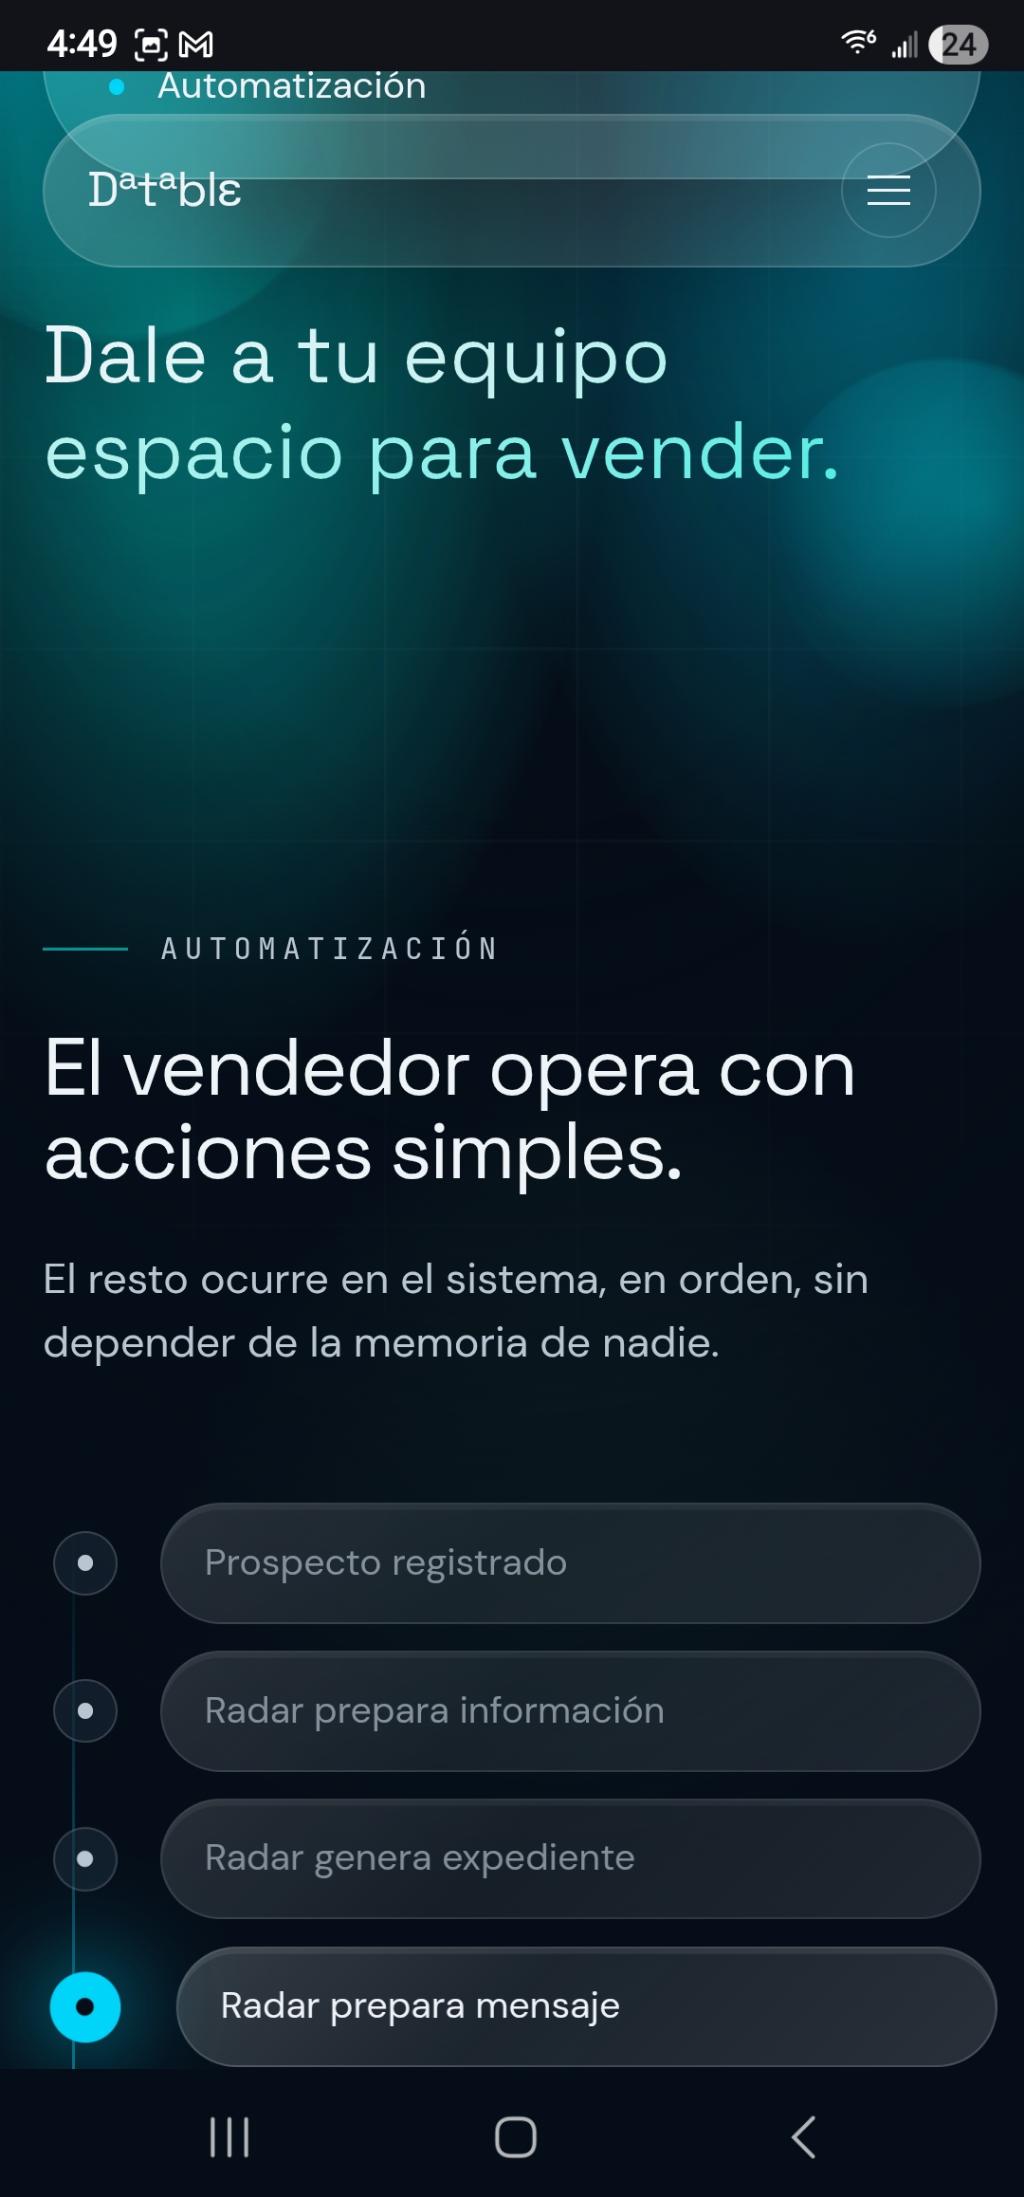 4:49
6
24
Automatización
Datablɛ
Dale a tu equipo
espacio para vender.
AUTOMATIZACIÓN
El vendedor opera con
acciones simples.
El resto ocurre en el sistema, en orden, sin
depender de la memoria de nadie.
Prospecto registrado
Radar prepara información
Radar genera expediente
Radar prepara mensaje